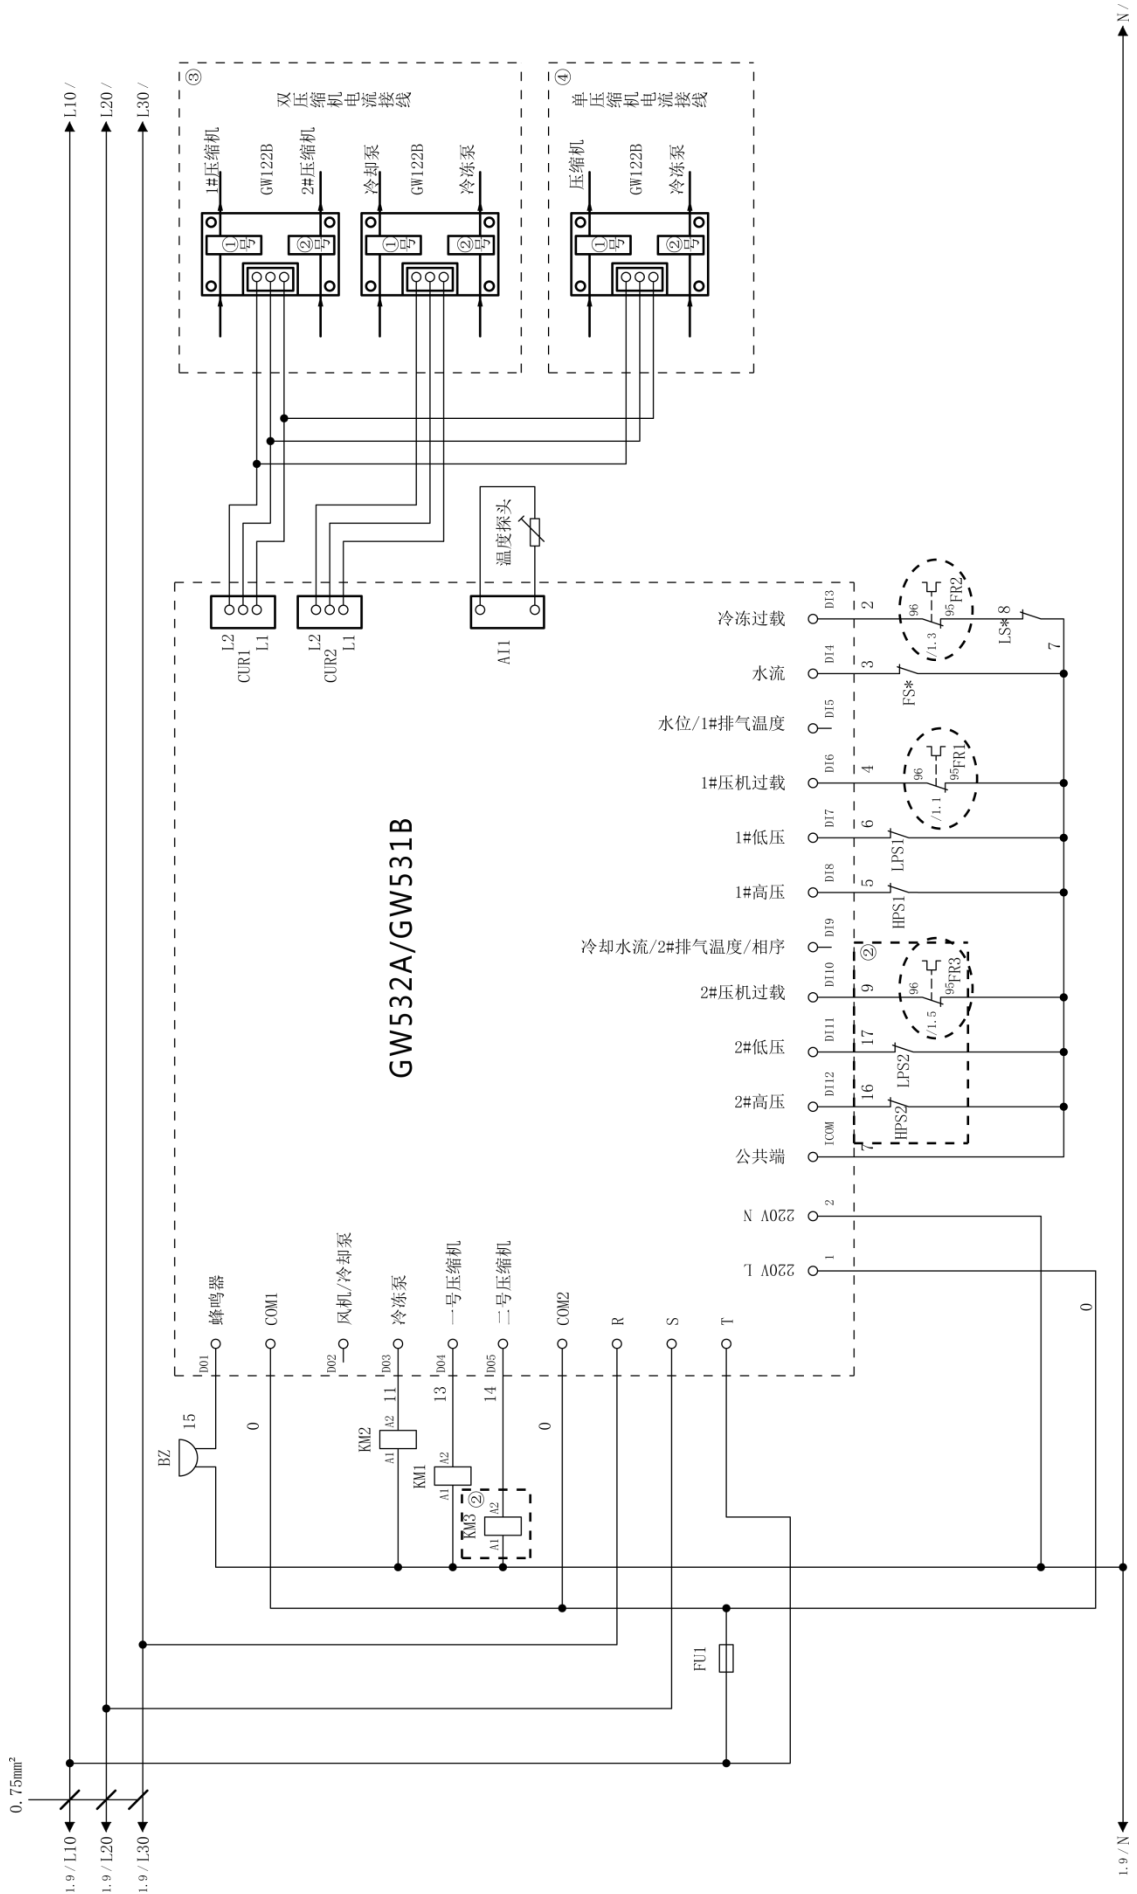 0.75mm²
1.9 / L10
1.9 / L20
1.9 / L30
L10 /
L20 /
L30 /
N /
1.9 / N
③
双压缩机电流接线
1#压缩机
GW122B
2#压缩机
①号
②号
冷却泵
GW122B
冷冻泵
①号
②号
④
单压缩机电流接线
压缩机
GW122B
冷冻泵
①号
②号
L2
L1
CUR1
L2
L1
CUR2
AI1
温度探头
GW532A/GW531B
冷冻过载
DI3
2
96
95
FR2
/1.3
LS*
8
7
水流
DI4
3
FS*
水位/1#排气温度
DI5
1#压机过载
DI6
4
96
95
FR1
/1.1
1#低压
DI7
6
LPS1
1#高压
DI8
5
HPS1
冷却水流/2#排气温度/相序
DI9
②
2#压机过载
DI10
9
96
95
FR3
/1.5
2#低压
DI11
17
LPS2
2#高压
DI12
16
HPS2
公共端
ICOM
7
220V N
2
220V L
1
0
蜂鸣器
DO1
15
BZ
COM1
0
风机/冷却泵
DO2
冷冻泵
DO3
11
KM2
A1
A2
一号压缩机
DO4
13
KM1
A1
A2
二号压缩机
DO5
14
②
KM3
A1
A2
COM2
0
R
S
T
FU1